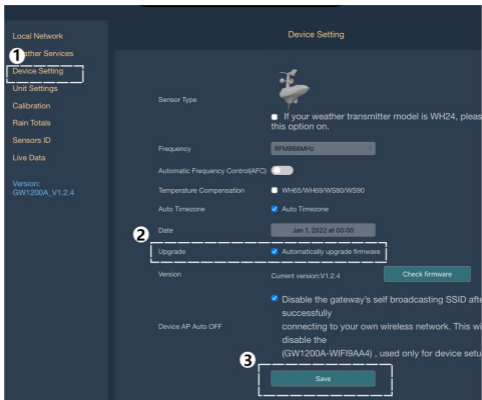 Device Setting
Local Network
ather Services
Device Setting
Unit Settings
Calibration
Rain Totals
Sensors ID
Live Data
Version:
GW1200A_V1.2.4
1
Sensor Type
If your weather transmitter model is WH24, pleas
this option on.
Frequency
RFM868MHz
Automatic Frequency Control(AFC)
Temperature Compensation
WH65/WH69/WS80/WS90
Auto Timezone
Auto Timezone
Date
Jan 1, 2022 at 00:00
2
Upgrade
Automatically upgrade firmware
Version
Current version:V1.2.4
Check firmware
Device AP Auto OFF
Disable the gateway's self broadcasting SSID afte
successfully
connecting to your own wireless network. This wi
disable the
(GW1200A-WIFI9AA4) , used only for device setu
3
Save